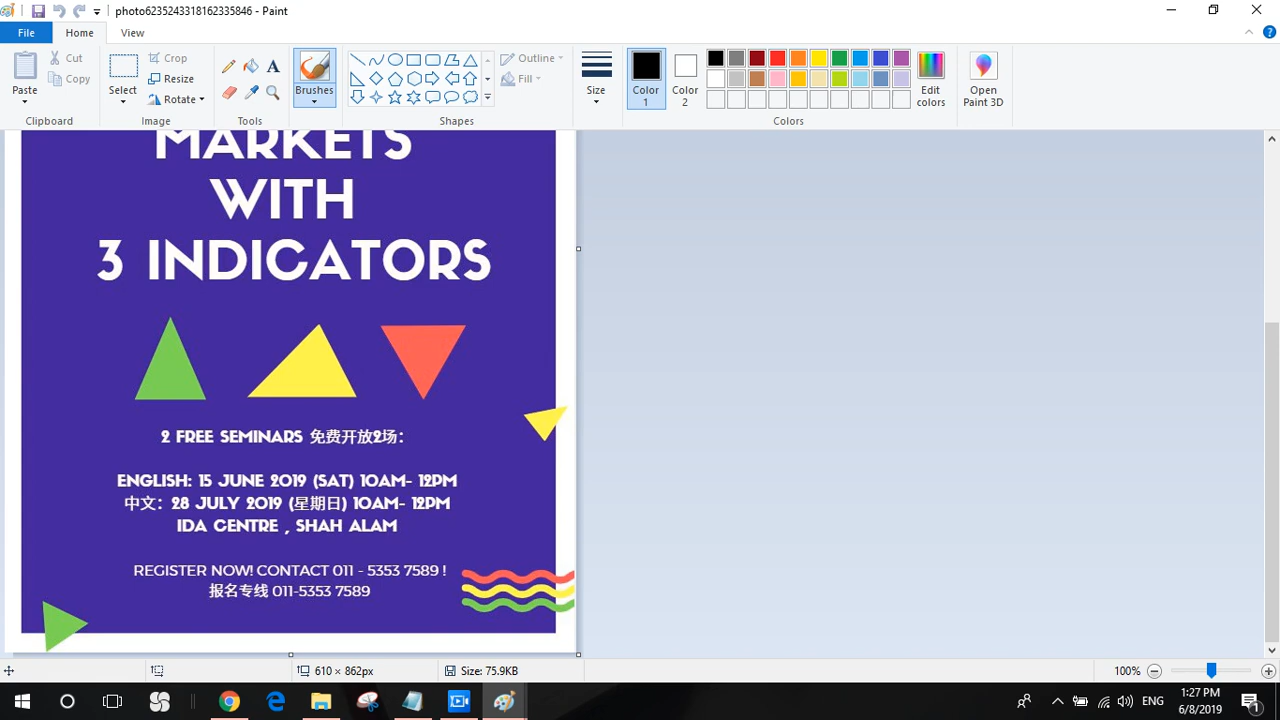 photo6235243318162335846 - Paint
File
Home
View
Paste
Cut
Copy
Clipboard
Select
Crop
Resize
Rotate
Image
A
Tools
Brushes
Outline
Fill
Shapes
Size
Color 1
Color 2
Edit colors
Colors
Open Paint 3D
MARKETS
WITH
3 INDICATORS
2 FREE SEMINARS 免费开放2场：
ENGLISH: 15 JUNE 2019 (SAT) 10AM- 12PM
中文：28 JULY 2019 (星期日) 10AM- 12PM
IDA CENTRE , SHAH ALAM
REGISTER NOW! CONTACT 011 - 5353 7589 !
报名专线 011-5353 7589
610 × 862px
Size: 75.9KB
100%
ENG
1:27 PM
6/8/2019
1